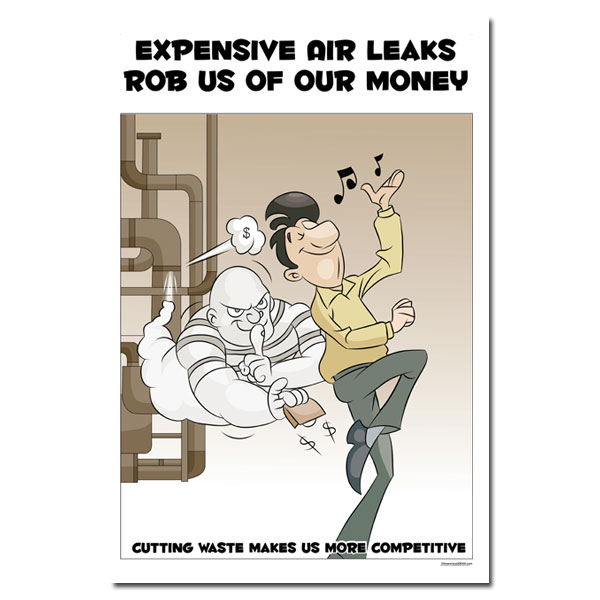 EXPENSIVE AIR LEAKS
ROB US OF OUR MONEY
$
$
$
CUTTING WASTE MAKES US MORE COMPETITIVE